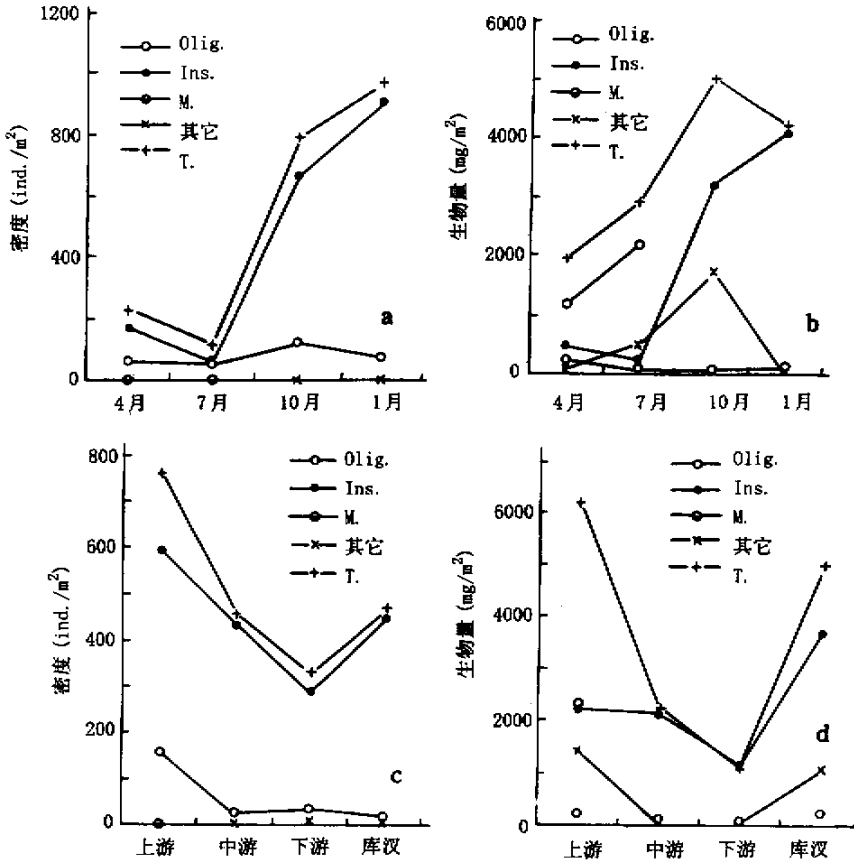 1200
800
400
0
密度 (ind./m²)
Olig.
Ins.
M.
其它
T.
a
4月 7月 10月 1月
6000
4000
2000
0
生物量 (mg/m²)
Olig.
Ins.
M.
其它
T.
b
4月 7月 10月 1月
800
600
400
200
0
密度 (ind./m²)
Olig.
Ins.
M.
其它
T.
c
上游 中游 下游 库汊
6000
4000
2000
0
生物量 (mg/m²)
Olig.
Ins.
M.
其它
T.
d
上游 中游 下游 库汊